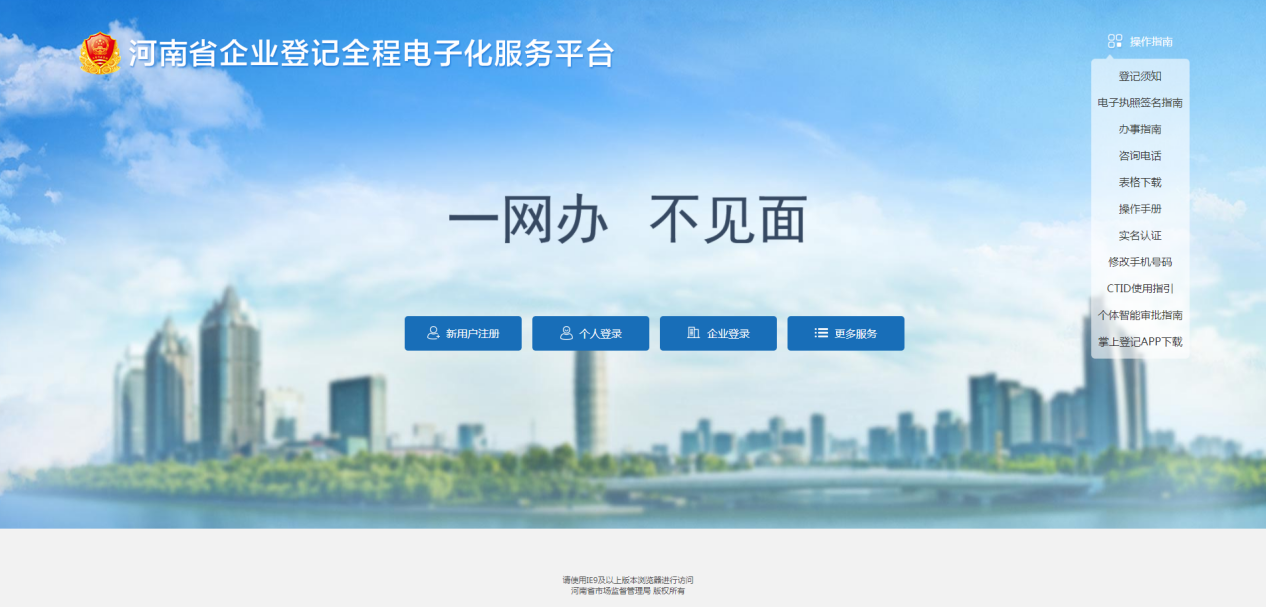 河南省企业登记全程电子化服务平台
操作指南
登记须知
电子执照签名指南
办事指南
咨询电话
表格下载
操作手册
实名认证
修改手机号码
CTID使用指引
个体智能审批指南
掌上登记APP下载
一网办 不见面
新用户注册 个人登录 企业登录 更多服务
请使用IE9及以上版本浏览器进行访问
河南省市场监督管理局 版权所有